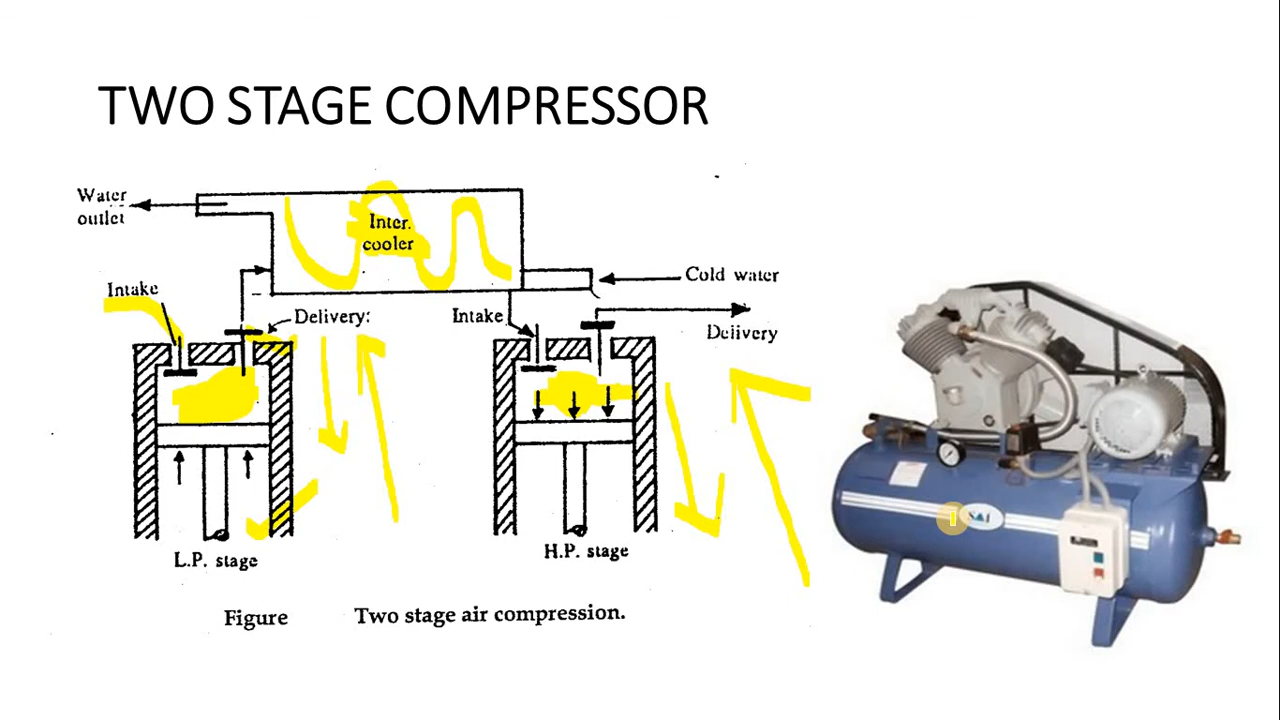 TWO STAGE COMPRESSOR
Water
outlet
Inter.
cooler
Cold water
Intake
Delivery:
Intake
Delivery
L.P. stage
H.P. stage
Figure Two stage air compression.
SAI